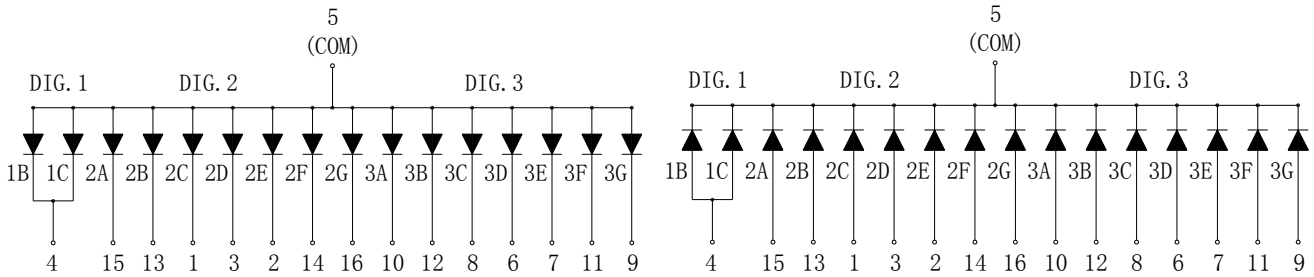 5
(COM)
DIG. 1 DIG. 2 DIG. 3
1B 1C 2A 2B 2C 2D 2E 2F 2G 3A 3B 3C 3D 3E 3F 3G
4 15 13 1 3 2 14 16 10 12 8 6 7 11 9
5
(COM)
DIG. 1 DIG. 2 DIG. 3
1B 1C 2A 2B 2C 2D 2E 2F 2G 3A 3B 3C 3D 3E 3F 3G
4 15 13 1 3 2 14 16 10 12 8 6 7 11 9